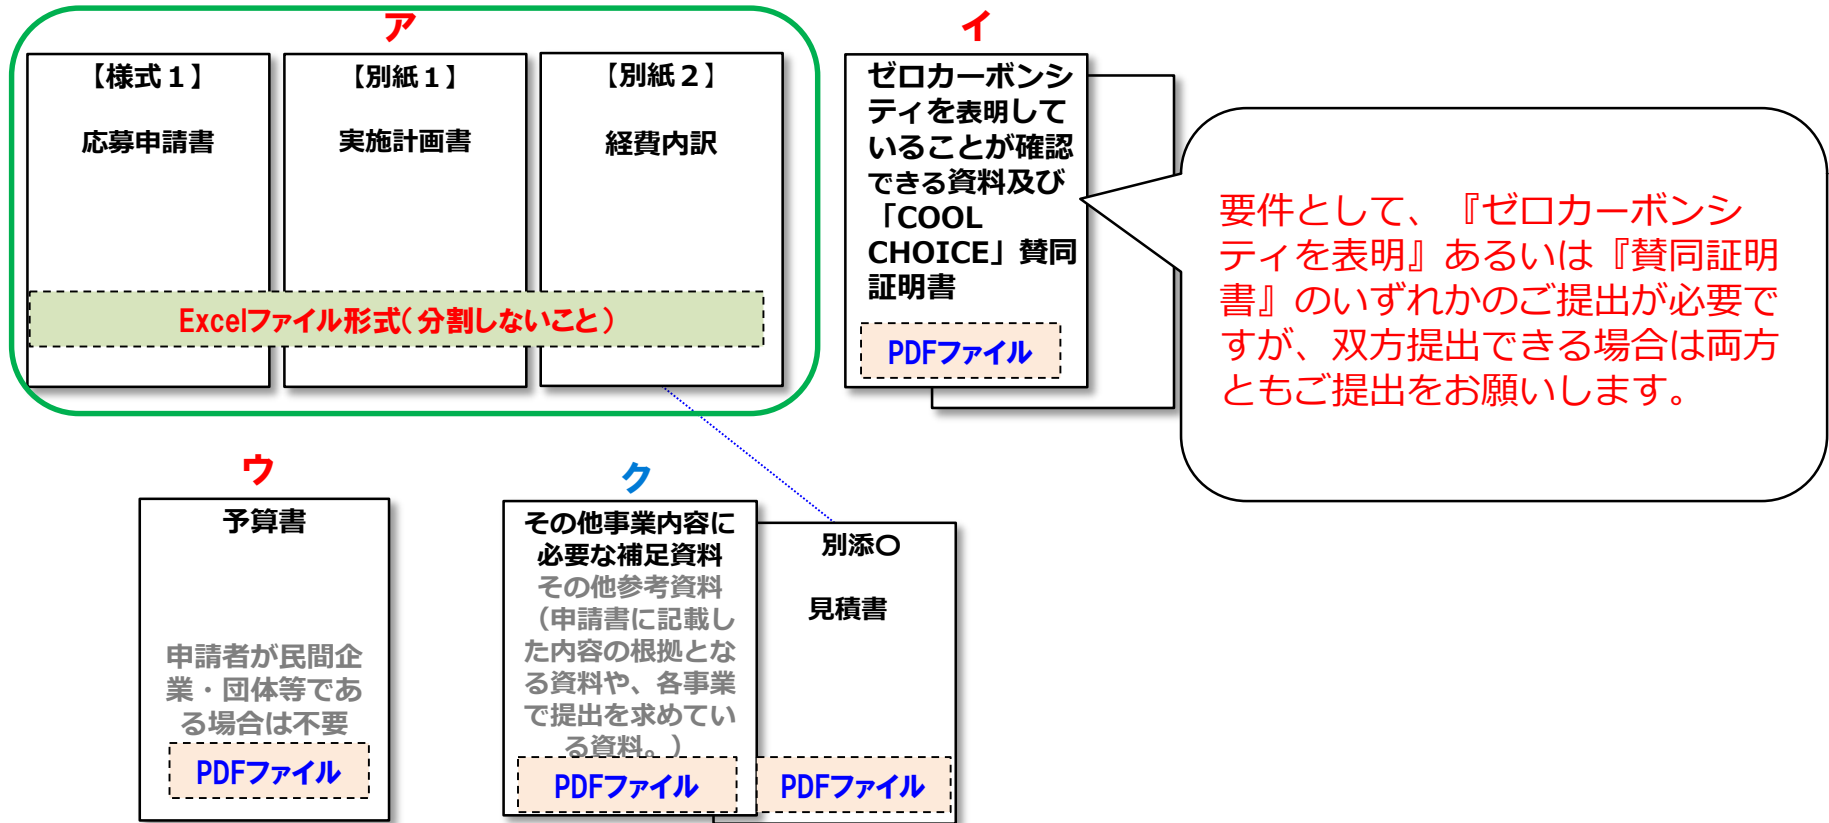 ア
【様式１】
応募申請書
【別紙１】
実施計画書
【別紙２】
経費内訳
Excelファイル形式（分割しないこと）
イ
ゼロカーボンシ
ティを表明して
いることが確認
できる資料及び
「COOL
CHOICE」賛同
証明書
PDFファイル
要件として、『ゼロカーボンシ
ティを表明』あるいは『賛同証明
書』のいずれかのご提出が必要で
すが、双方提出できる場合は両方
ともご提出をお願いします。
ウ
予算書
申請者が民間企
業・団体等であ
る場合は不要
PDFファイル
ク
その他事業内容に
必要な補足資料
その他参考資料
（申請書に記載し
た内容の根拠とな
る資料や、各事業
で提出を求めてい
る資料。）
PDFファイル
別添〇
見積書
PDFファイル